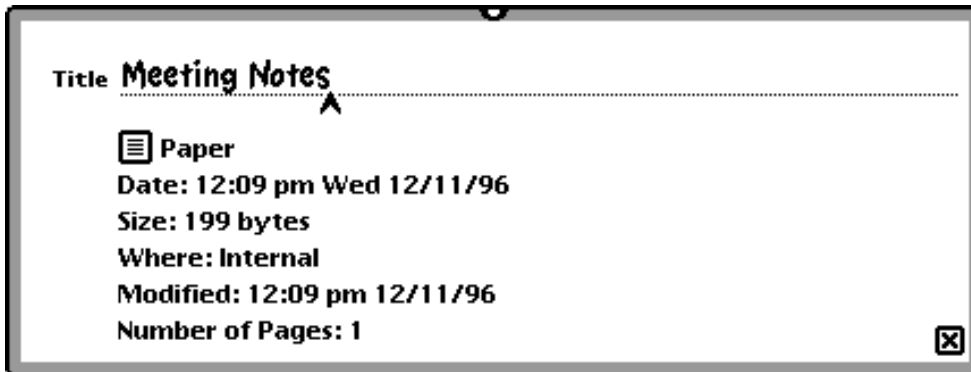 Title Meeting Notes
Paper
Date: 12:09 pm Wed 12/11/96
Size: 199 bytes
Where: Internal
Modified: 12:09 pm 12/11/96
Number of Pages: 1